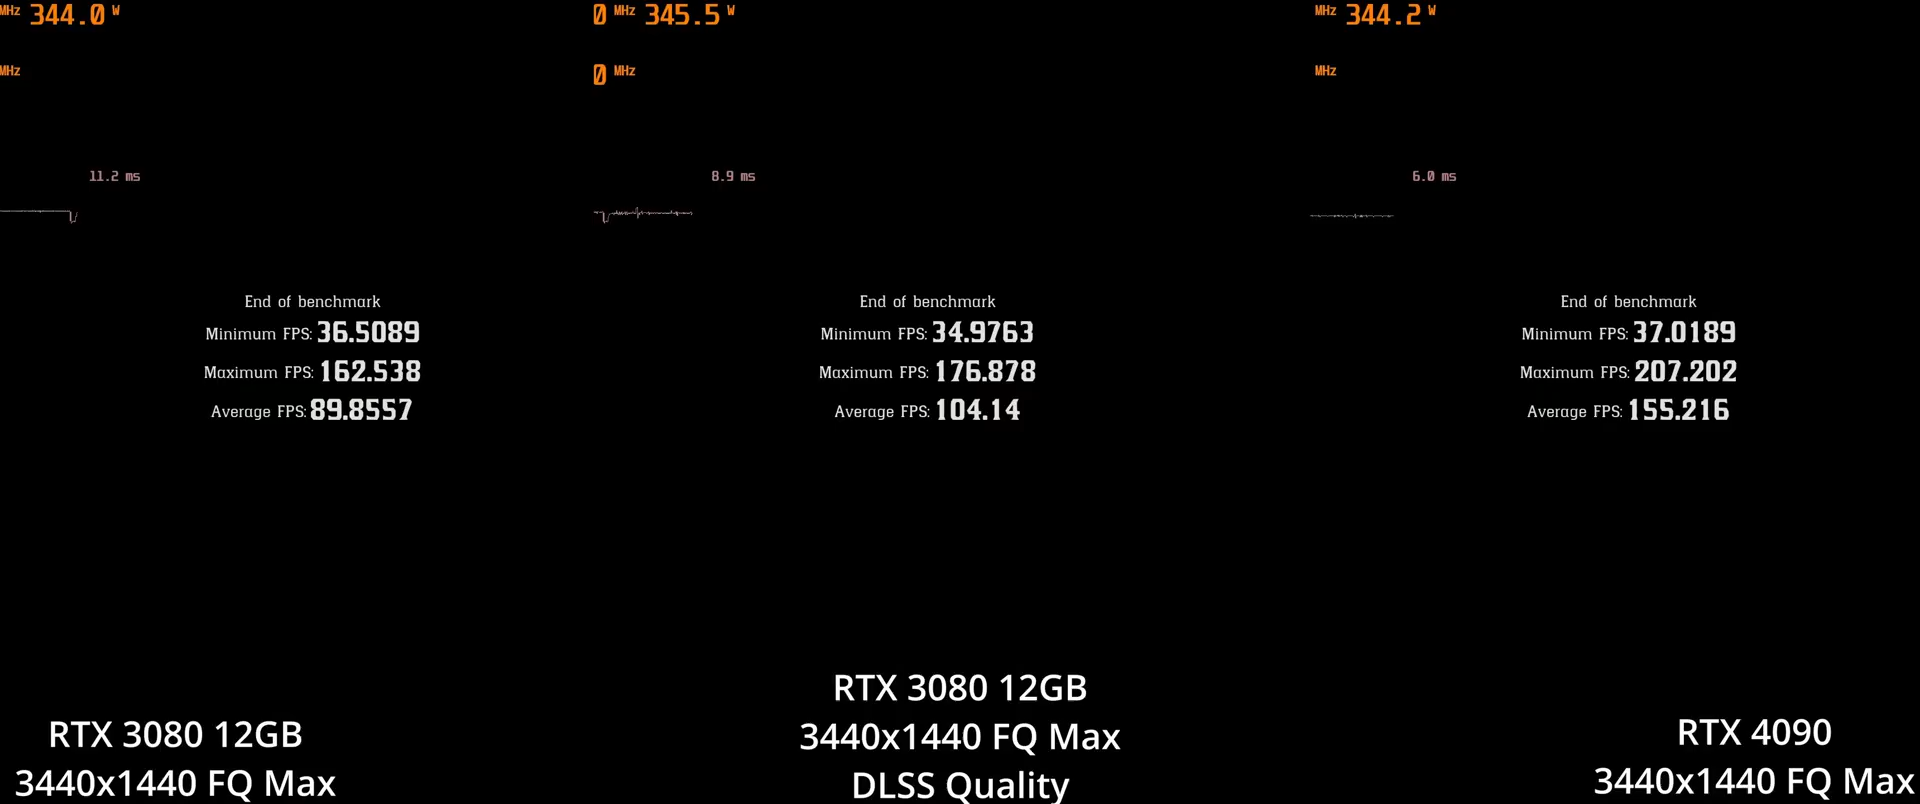 MHz 344.0 W
MHz
11.2 ms
End of benchmark
Minimum FPS: 36.5089
Maximum FPS: 162.538
Average FPS: 89.8557
RTX 3080 12GB
3440x1440 FQ Max
0 MHz 345.5 W
0 MHz
8.9 ms
End of benchmark
Minimum FPS: 34.9763
Maximum FPS: 176.878
Average FPS: 104.14
RTX 3080 12GB
3440x1440 FQ Max
DLSS Quality
MHz 344.2 W
MHz
6.0 ms
End of benchmark
Minimum FPS: 37.0189
Maximum FPS: 207.202
Average FPS: 155.216
RTX 4090
3440x1440 FQ Max